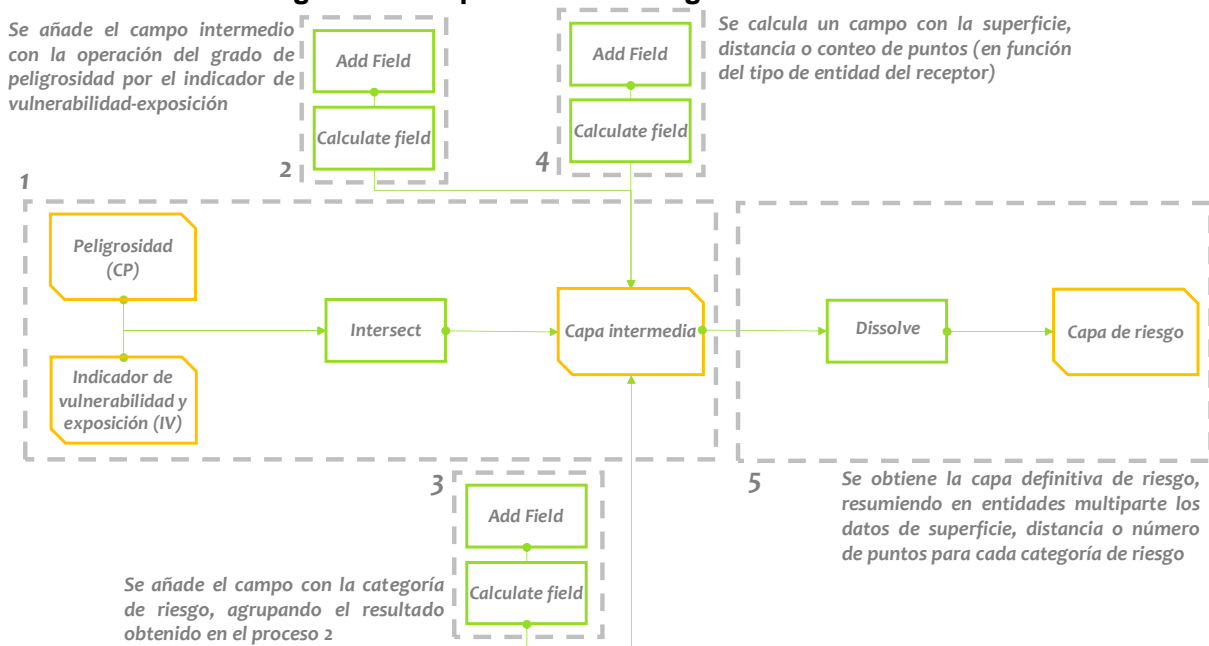 Se añade el campo intermedio
con la operación del grado de
peligrosidad por el indicador de
vulnerabilidad-exposición
Add Field
Calculate field
2
Add Field
Calculate field
4
Se calcula un campo con la superficie,
distancia o conteo de puntos (en función
del tipo de entidad del receptor)
1
Peligrosidad
(CP)
Indicador de
vulnerabilidad y
exposición (IV)
Intersect
Capa intermedia
Dissolve
Capa de riesgo
3
Add Field
Calculate field
Se añade el campo con la categoría
de riesgo, agrupando el resultado
obtenido en el proceso 2
5
Se obtiene la capa definitiva de riesgo,
resumiendo en entidades multiparte los
datos de superficie, distancia o número
de puntos para cada categoría de riesgo